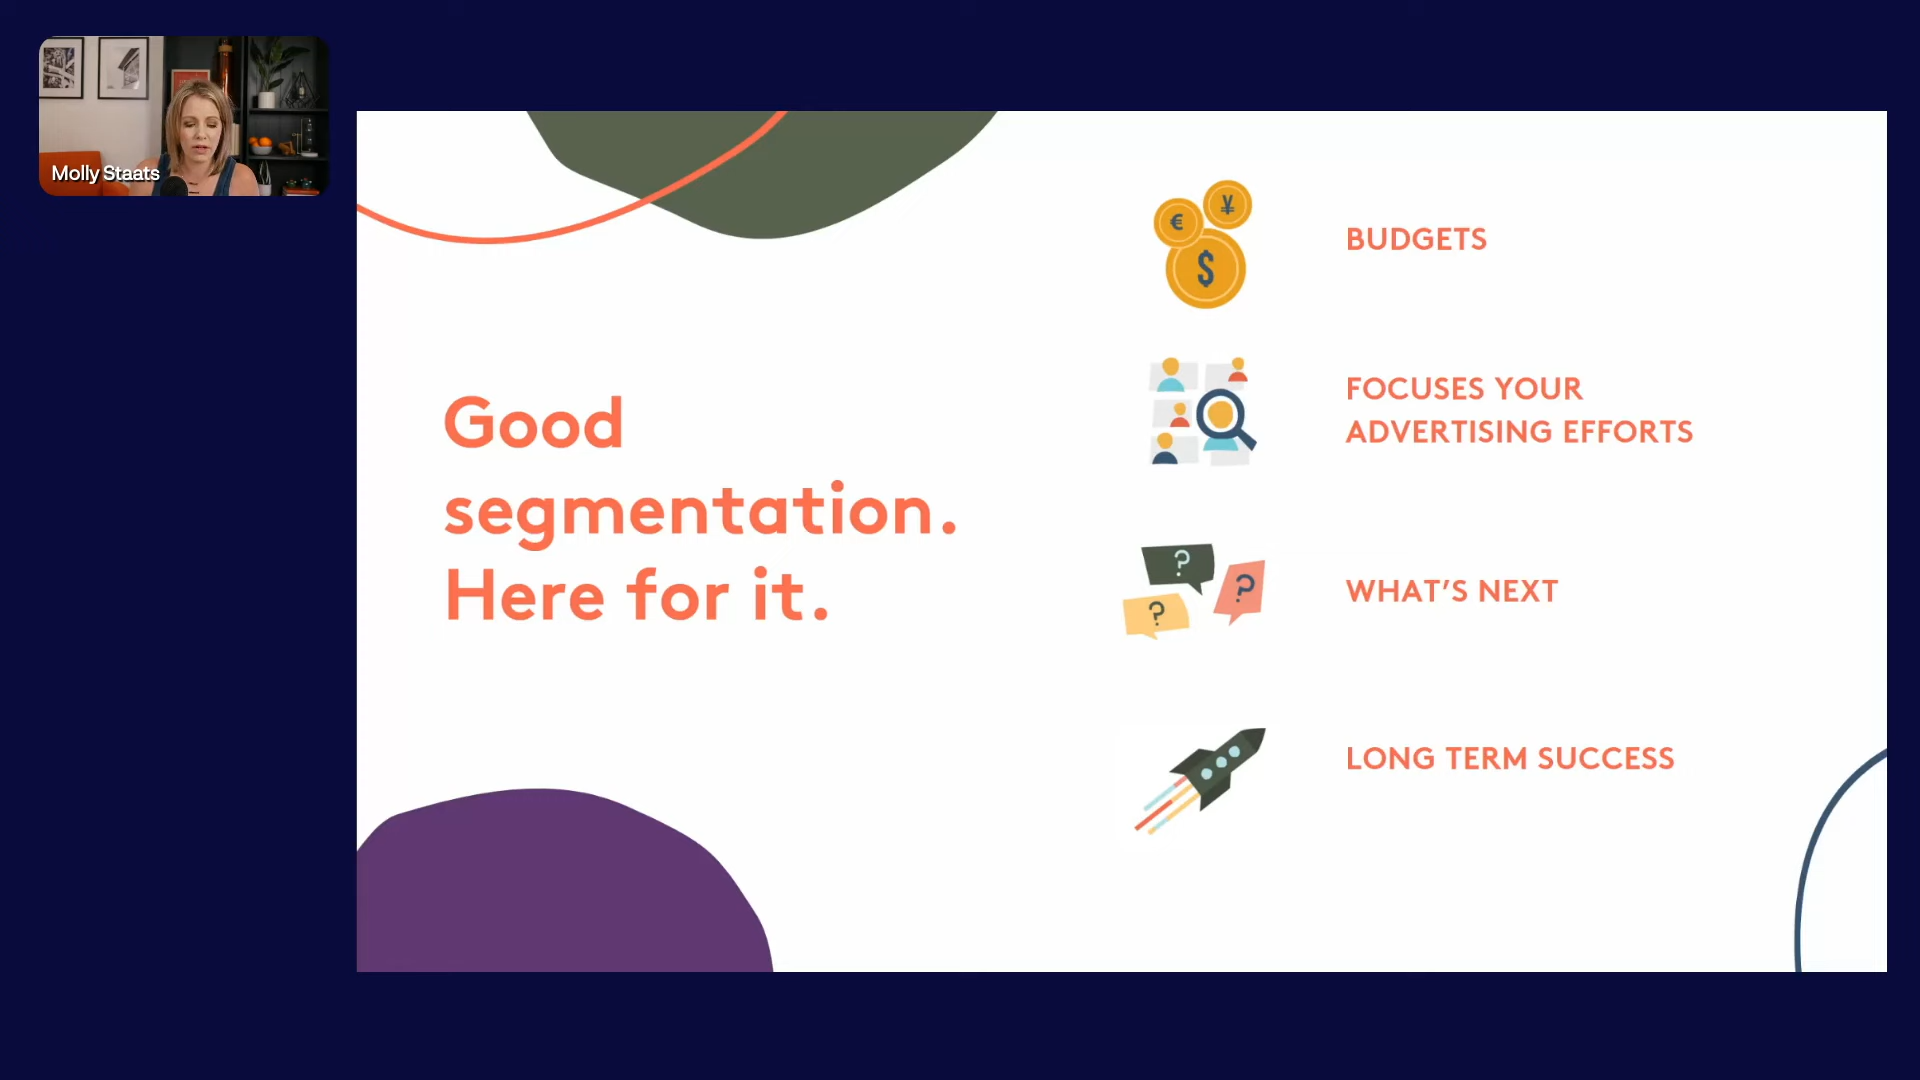 Molly Staats
Good
segmentation.
Here for it.
€
¥
$
BUDGETS
FOCUSES YOUR
ADVERTISING EFFORTS
?
?
?
WHAT’S NEXT
LONG TERM SUCCESS